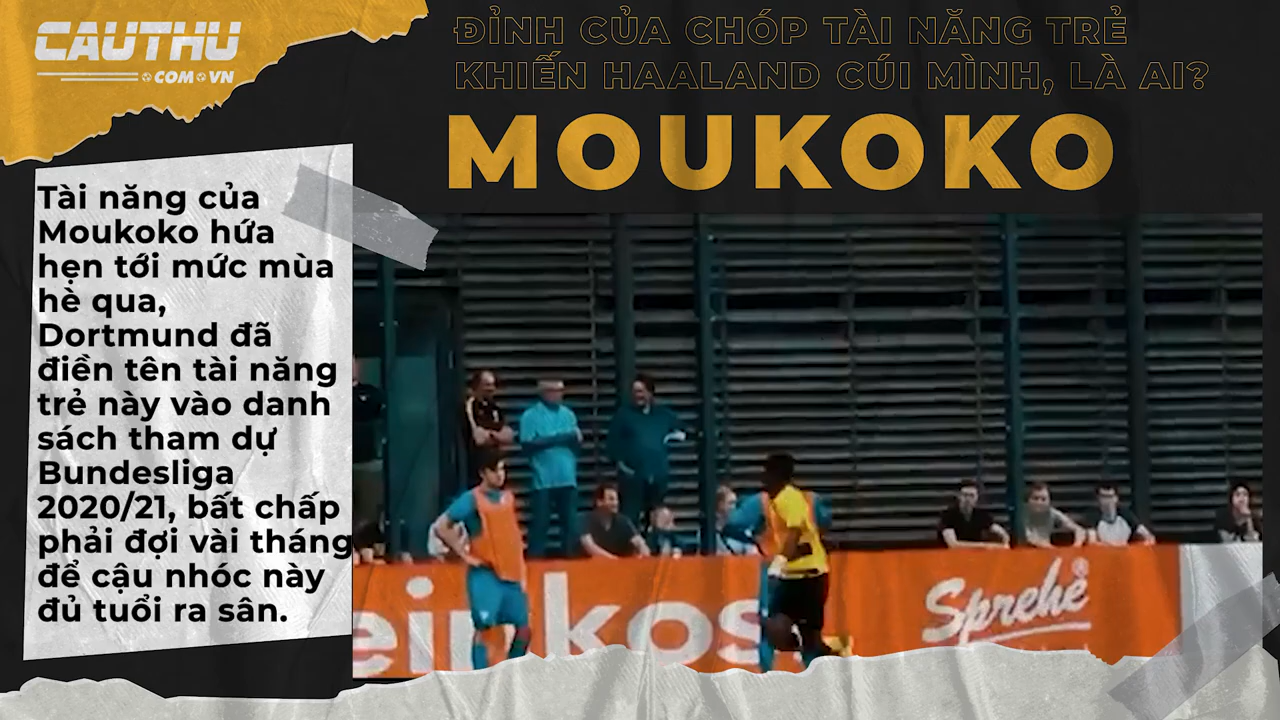 CAUTHU
COM VN
ĐỈNH CỦA CHÓP TÀI NĂNG TRẺ
KHIẾN HAALAND CÚI MÌNH, LÀ AI?
MOUKOKO
Tài năng của
Moukoko hứa
hẹn tới mức mùa
hè qua,
Dortmund đã
điền tên tài năng
trẻ này vào danh
sách tham dự
Bundesliga
2020/21, bất chấp
phải đợi vài tháng
để cậu nhóc này
đủ tuổi ra sân.
Sprehe